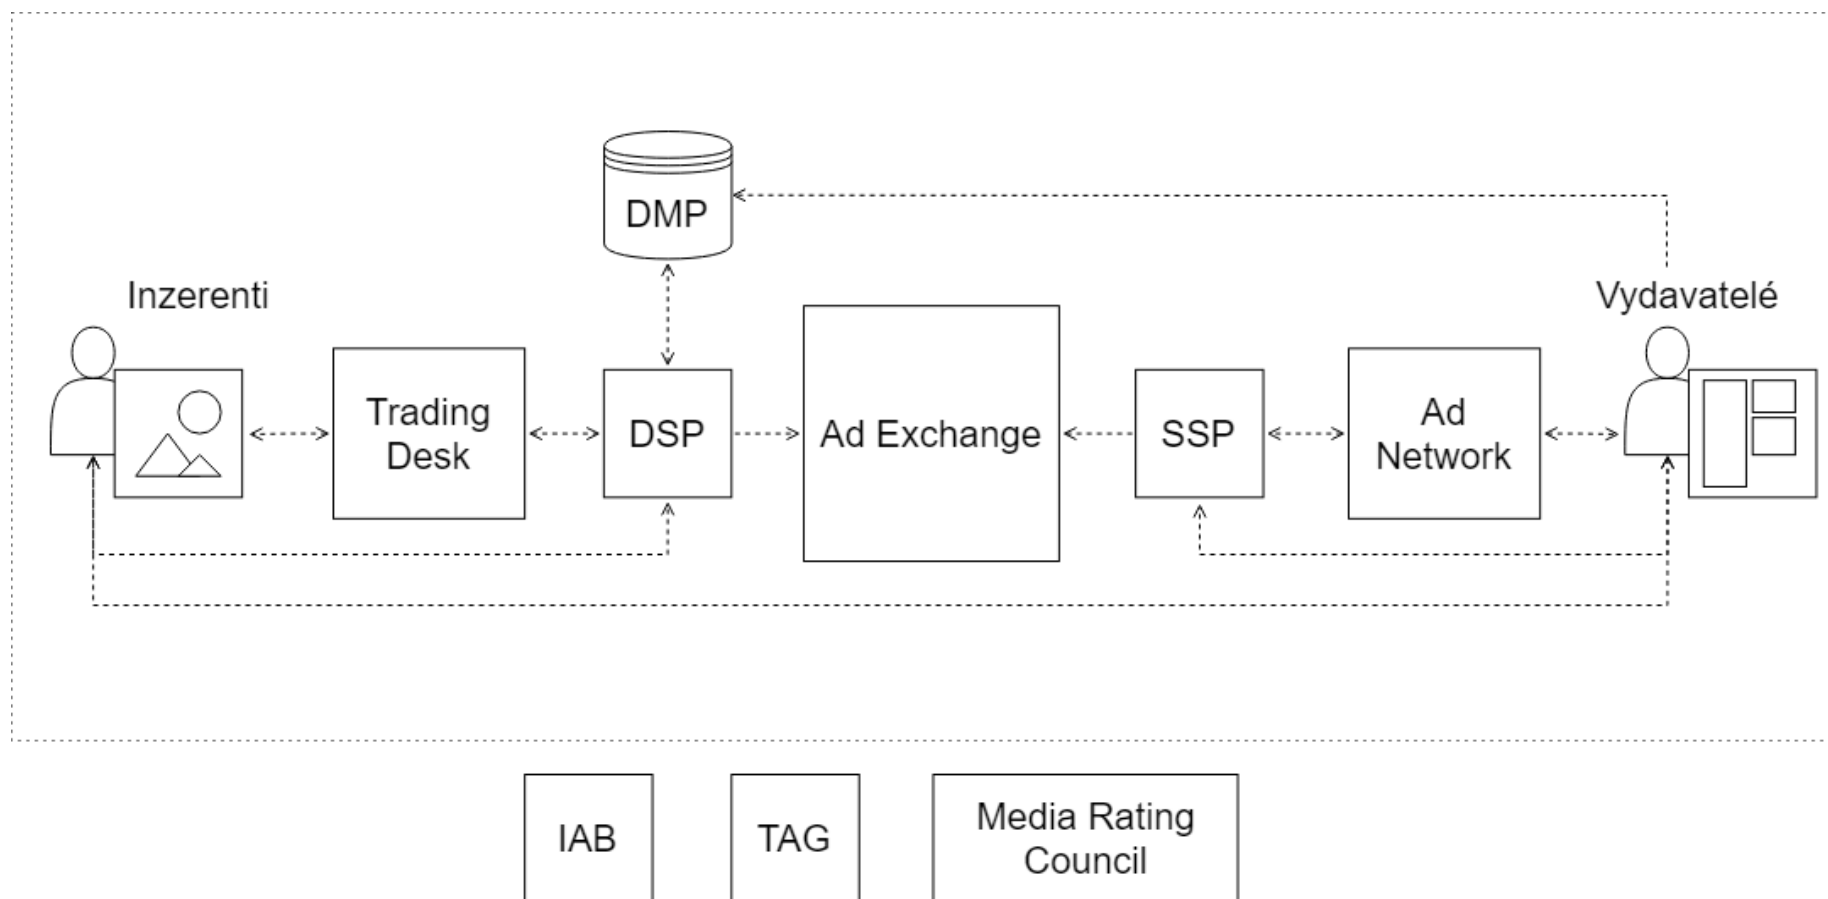 DMP
Inzerenti
Vydavatelé
Trading
Desk
DSP
Ad Exchange
SSP
Ad
Network
IAB
TAG
Media Rating
Council